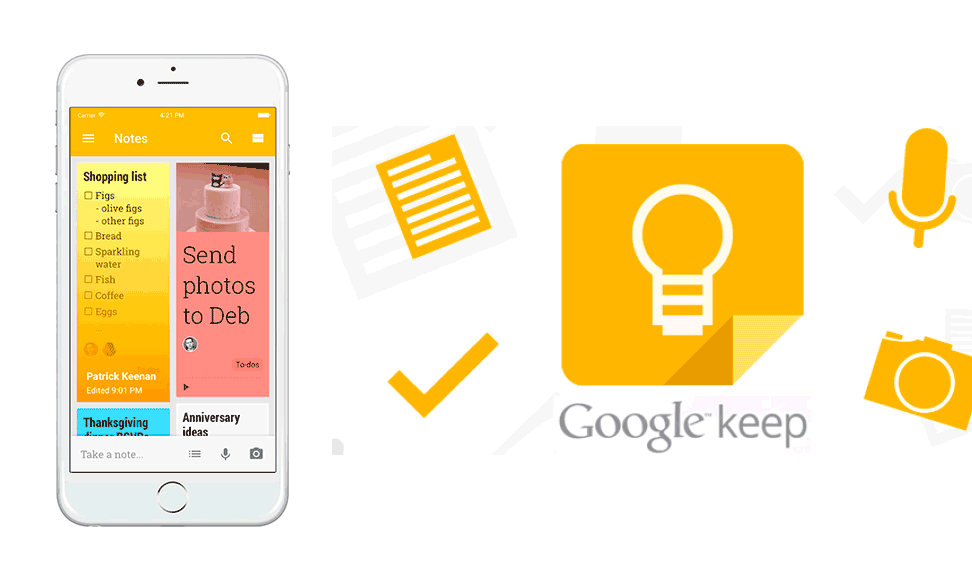 Carrier 4:21 PM
Notes
Shopping list
Figs
- olive figs
- other figs
Bread
Sparkling
water
Fish
Coffee
Eggs
...
Patrick Keenan
Edited 9:01 PM
Thanksgiving
Send
photos
to Deb
To-dos
Anniversary
ideas
Take a note...
Google™ keep